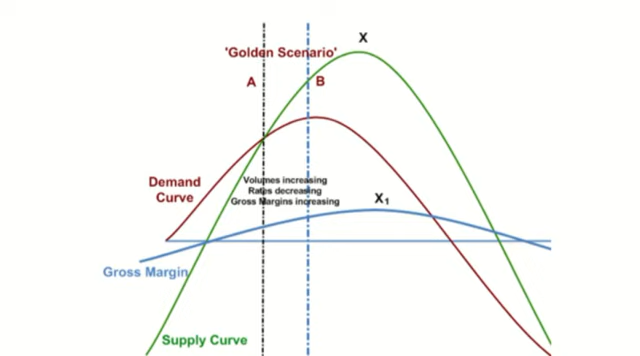 X
'Golden Scenario'
A
B
Demand
Curve
Volumes increasing
Rates decreasing
Gross Margins increasing
X1
Gross Margin
Supply Curve